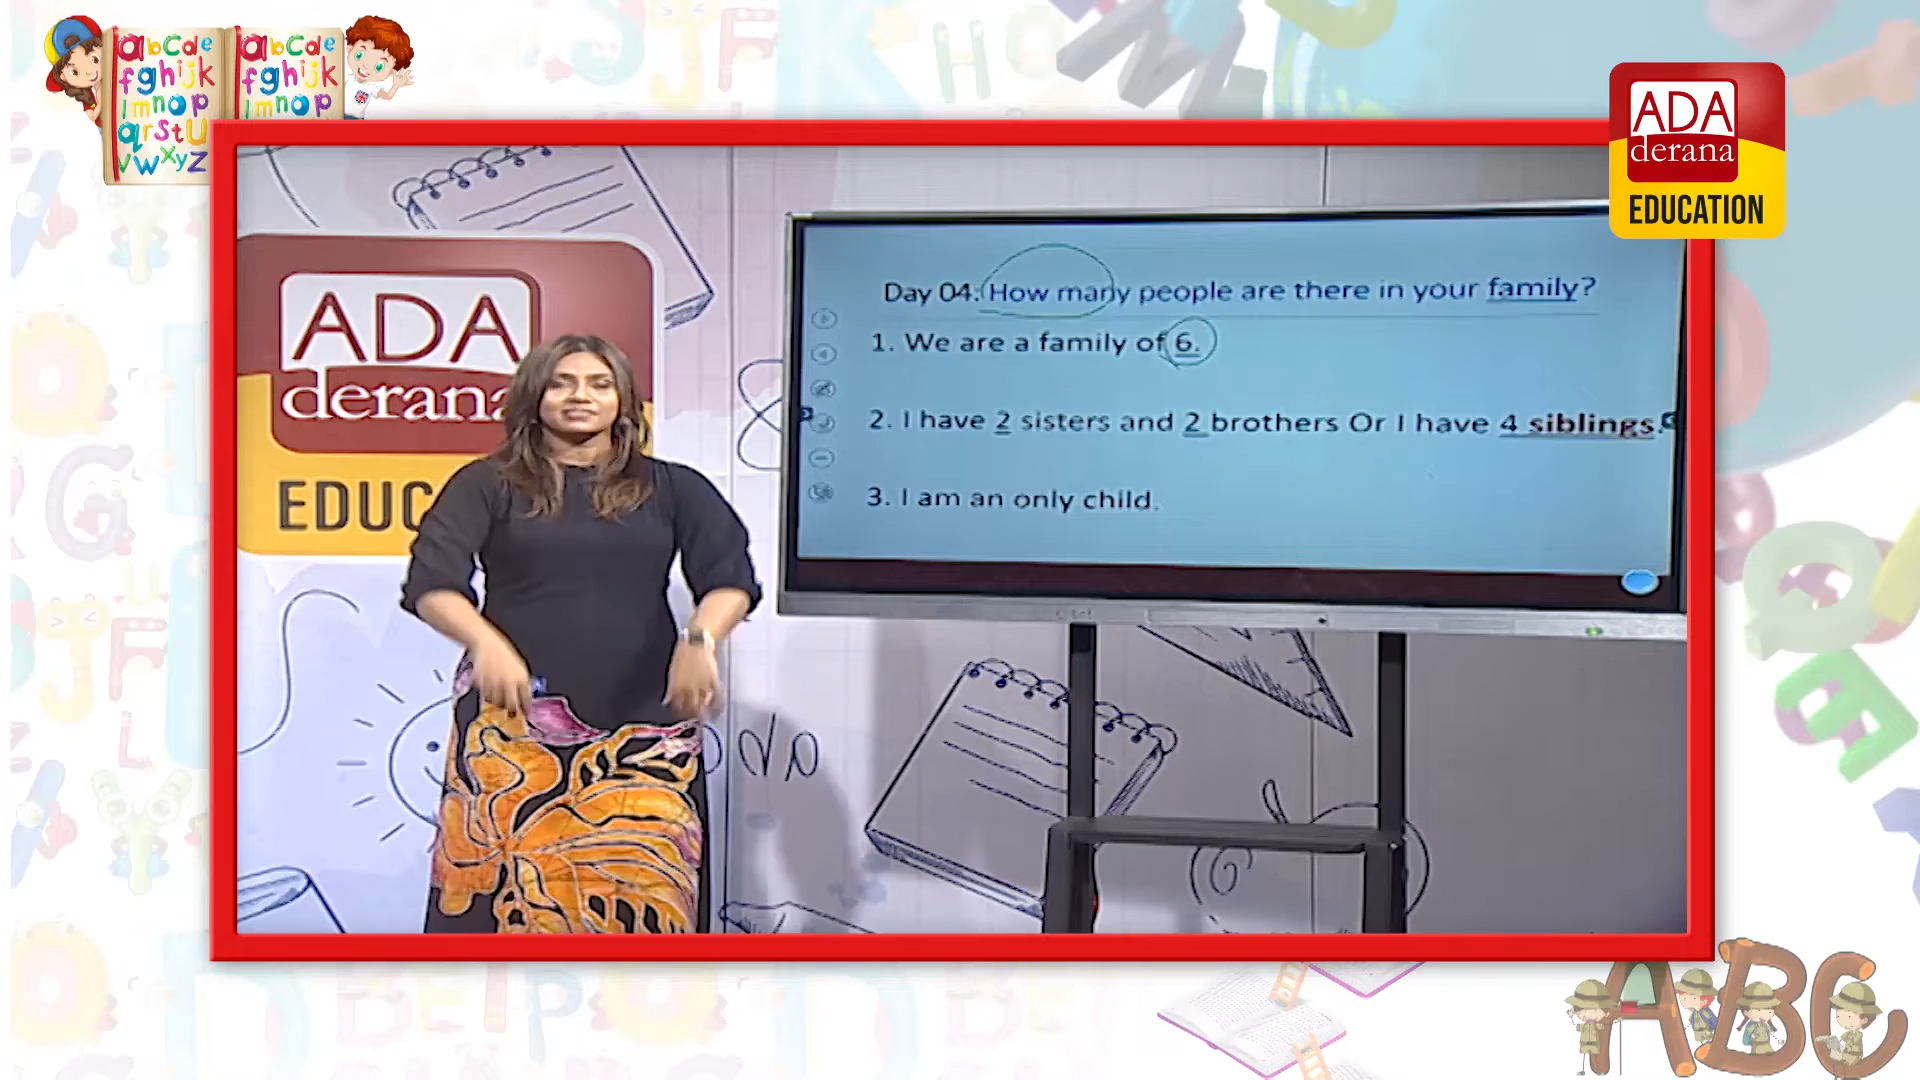 abCde
fghijk
lmnop
qrstu
vwxyz
abCde
fghijk
lmnop
ADA
derana
EDUCATION
ADA
derana
EDUC
Day 04: How many people are there in your family?
1. We are a family of 6.
2. I have 2 sisters and 2 brothers Or I have 4 siblings.
3. I am an only child.
ABC